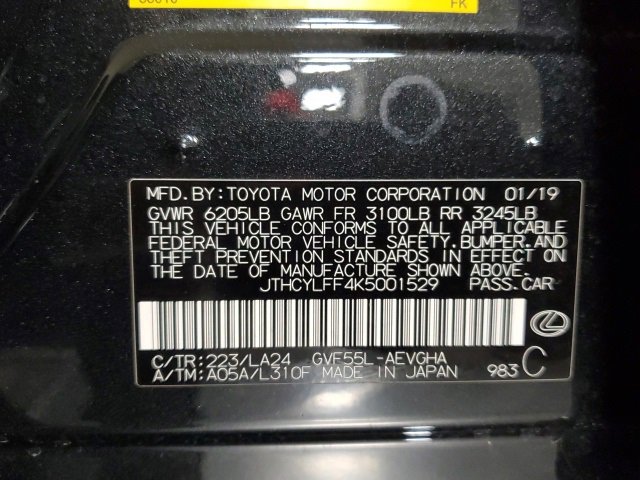 FK
MFD. BY: TOYOTA MOTOR CORPORATION 01/19
GVWR 6205LB GAWR FR 3100LB RR 3245LB
THIS VEHICLE CONFORMS TO ALL APPLICABLE
FEDERAL MOTOR VEHICLE SAFETY, BUMPER, AND
THEFT PREVENTION STANDARDS IN EFFECT ON
THE DATE OF MANUFACTURE SHOWN ABOVE.
JTHCYLFF4K5001529 PASS. CAR
C/TR: 223/LA24 GVF55L-AEVGHA
A/TM: A05A/L310F MADE IN JAPAN 983 C